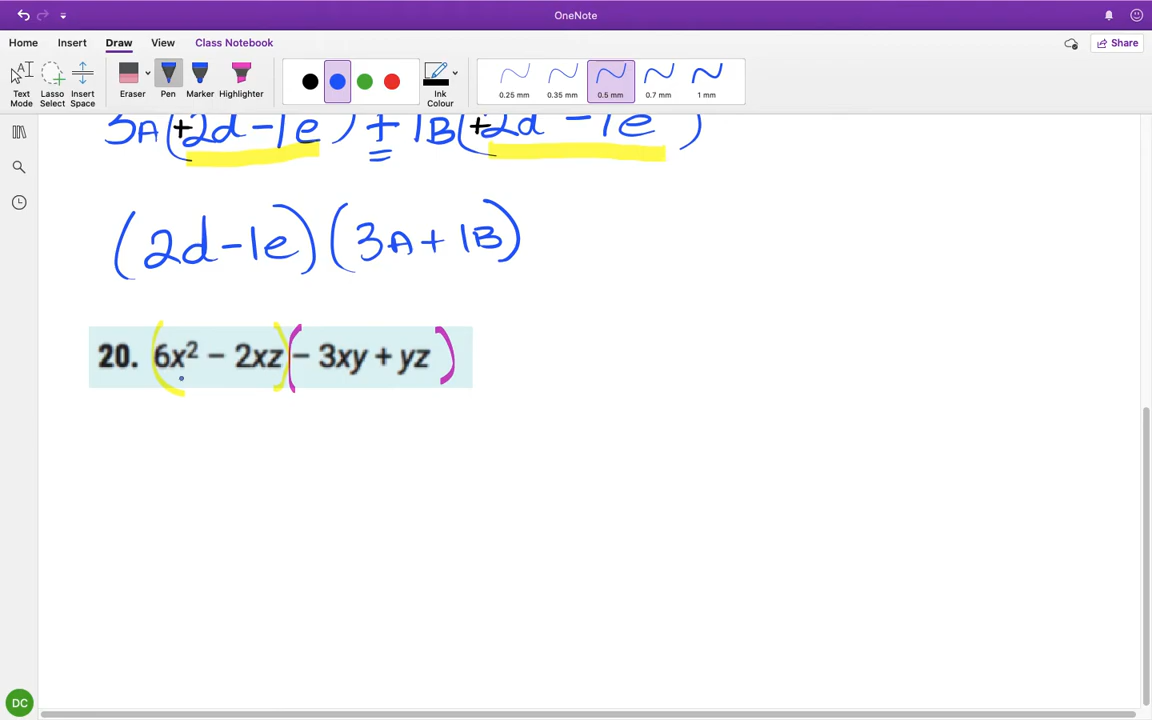 OneNote
Home Insert Draw View Class Notebook Share
Text Mode Lasso Select Insert Space Eraser Pen Marker Highlighter Ink Colour 0.25 mm 0.35 mm 0.5 mm 0.7 mm 1 mm
3A(+2d-1e) + 1B(+2d -1e)
(2d-1e)(3A+1B)
20. (6x² − 2xz)(− 3xy + yz)
DC